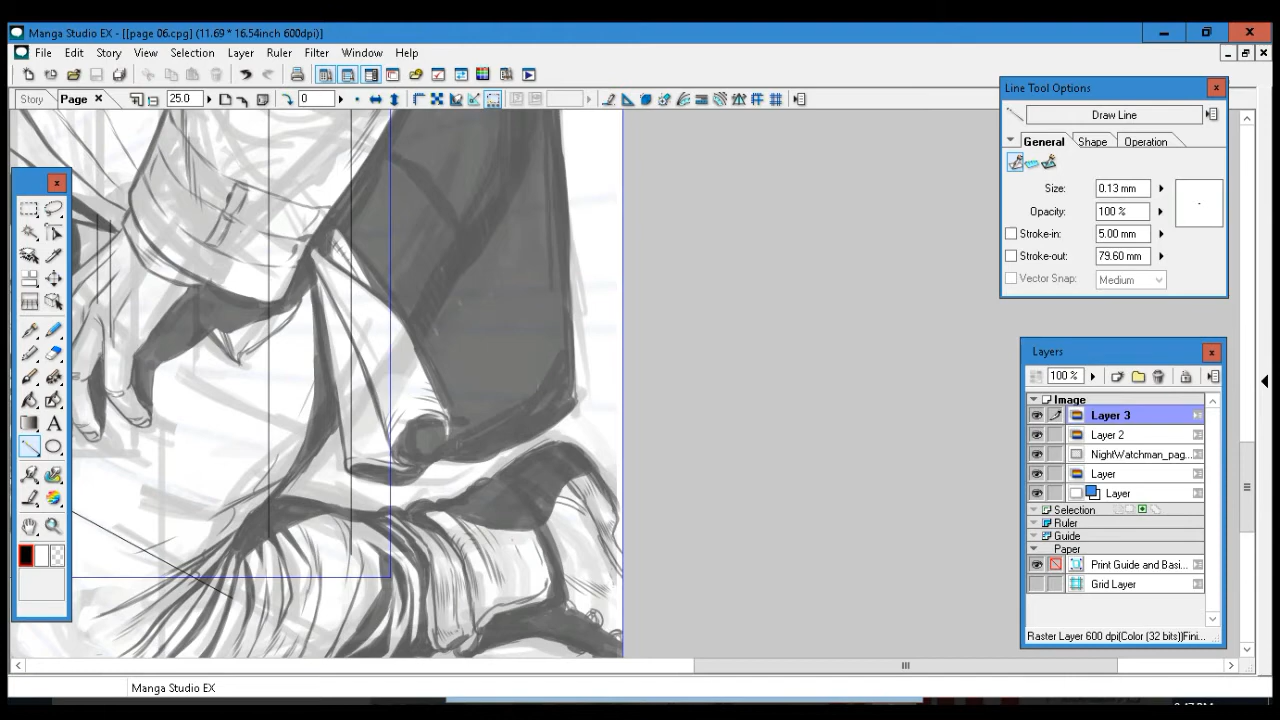 Manga Studio EX - [[page 06.cpg] (11.69 * 16.54inch 600dpi)]
File Edit Story View Selection Layer Ruler Filter Window Help
Story Page 25.0 0
Line Tool Options
Draw Line
General Shape Operation
Size: 0.13 mm
Opacity: 100 %
Stroke-in: 5.00 mm
Stroke-out: 79.60 mm
Vector Snap: Medium
A
Layers
100 %
Image
Layer 3
Layer 2
NightWatchman_pag...
Layer
Layer
Selection
Ruler
Guide
Paper
Print Guide and Basi...
Grid Layer
Raster Layer 600 dpi(Color (32 bits))Fini...
Manga Studio EX